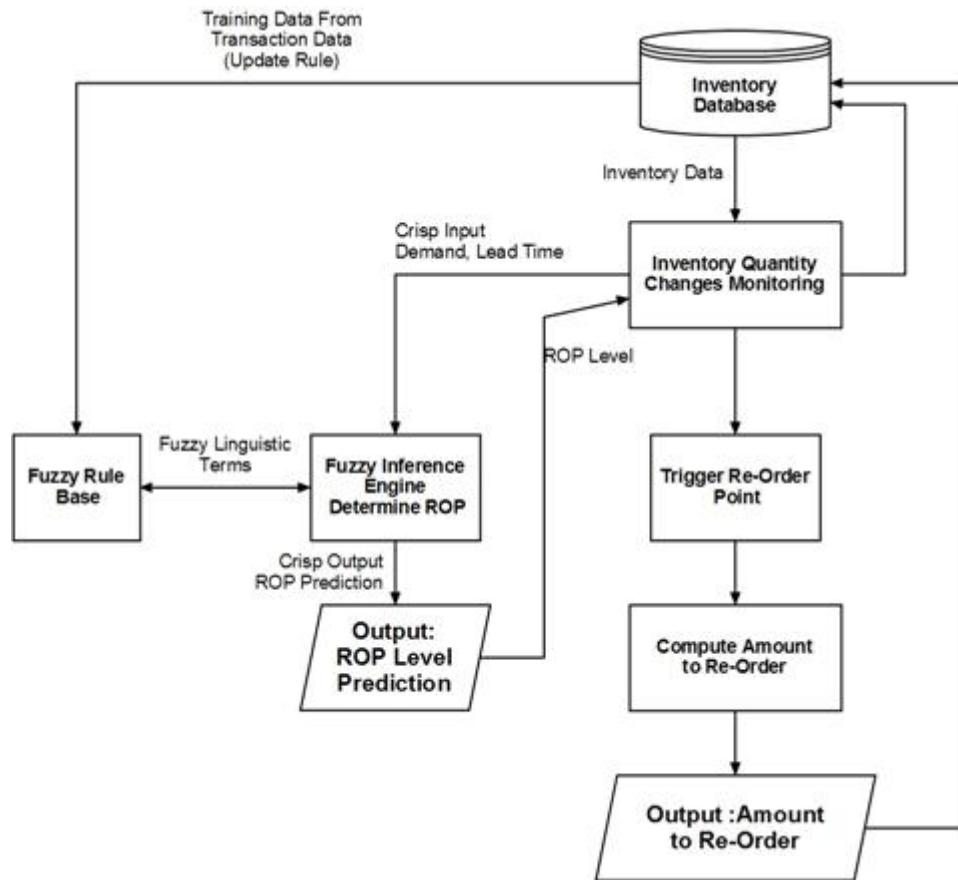 Training Data From
Transaction Data
(Update Rule)
Inventory
Database
Inventory Data
Crisp Input
Demand, Lead Time
Inventory Quantity
Changes Monitoring
ROP Level
Fuzzy Rule
Base
Fuzzy Linguistic
Terms
Fuzzy Inference
Engine
Determine ROP
Trigger Re-Order
Point
Crisp Output
ROP Prediction
Output:
ROP Level
Prediction
Compute Amount
to Re-Order
Output :Amount
to Re-Order